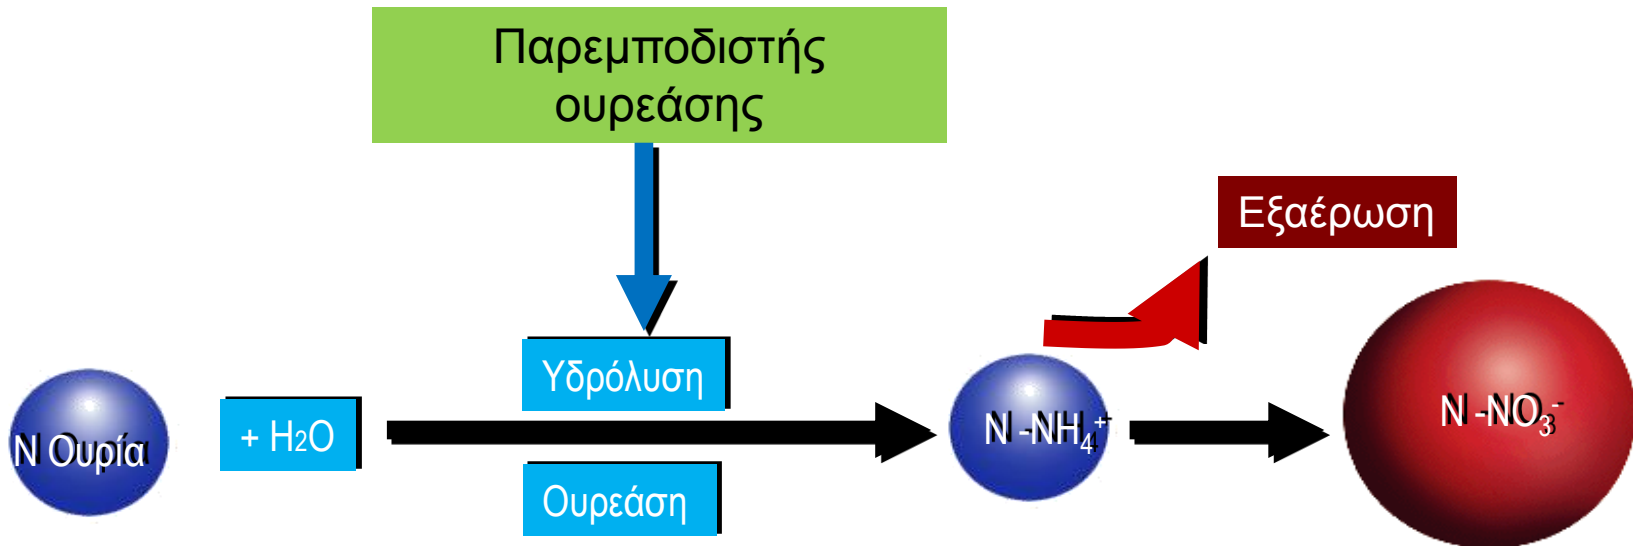 Παρεμποδιστής
ουρεάσης
Εξαέρωση
Υδρόλυση
Ν Ουρία
+ H2O
N -NH4+
N -NO3-
Ουρεάση